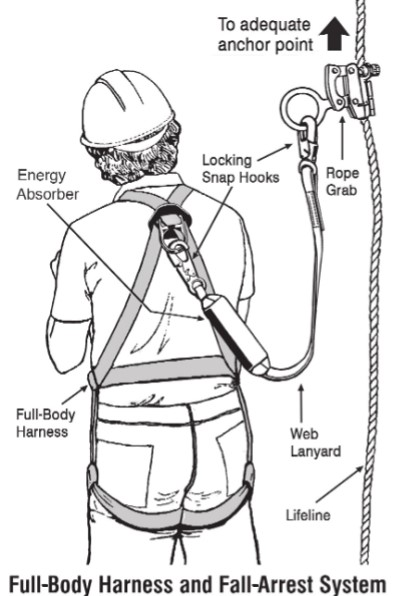 To adequate
anchor point
Locking
Snap Hooks
Rope
Grab
Energy
Absorber
Full-Body
Harness
Web
Lanyard
Lifeline
Full-Body Harness and Fall-Arrest System